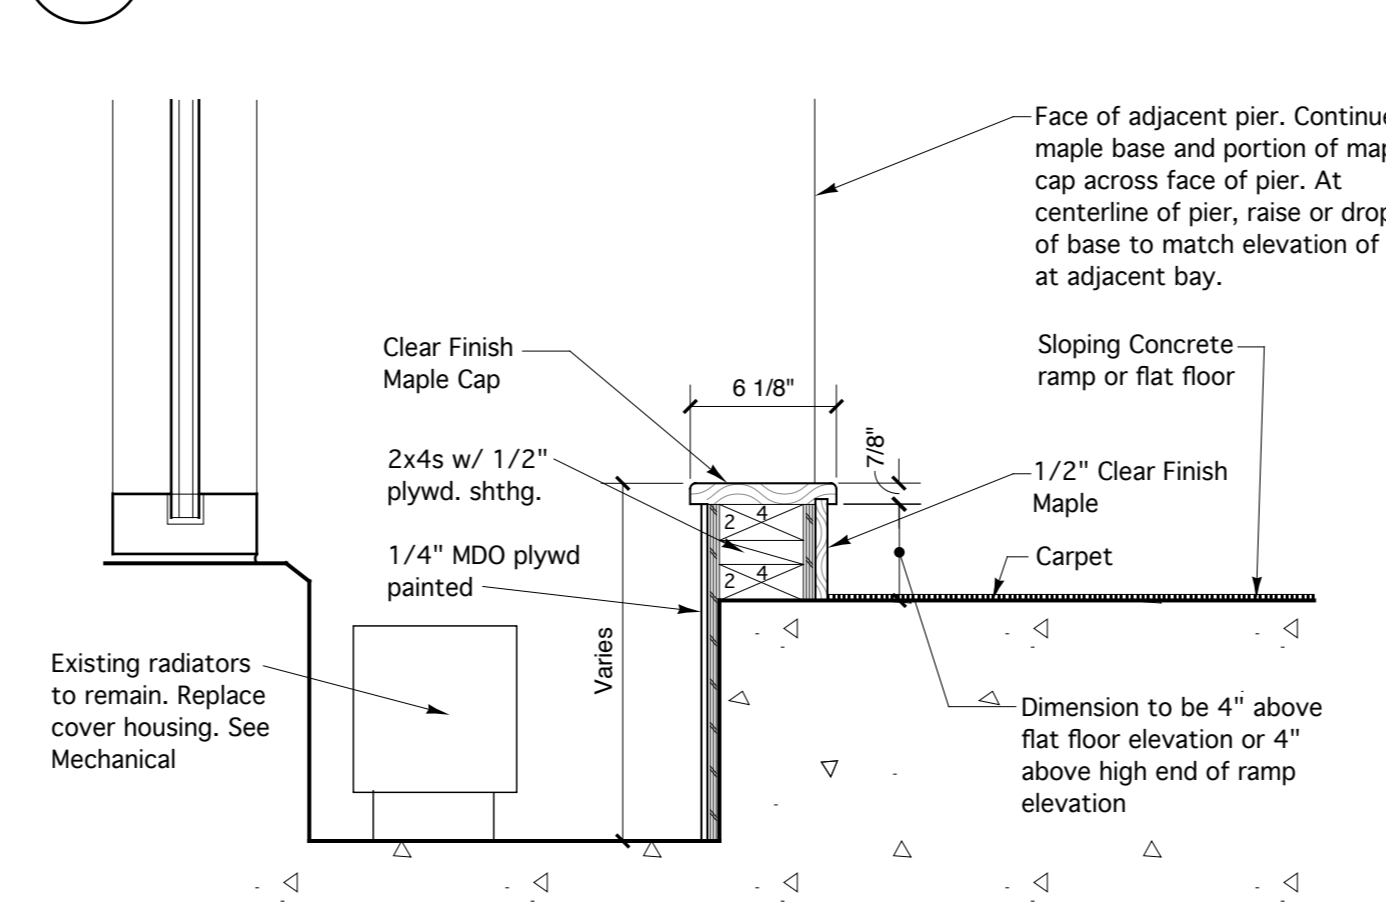 Face of adjacent pier. Continue
maple base and portion of
cap across face of pier. At
centerline of pier, raise or drop
of base to match elevation of
at adjacent bay.
Clear Finish
Maple Cap
6 1/8"
Sloping Concrete
ramp or flat floor
7/8"
2x4s w/ 1/2"
plywd. shthg.
1/2" Clear Finish
Maple
2 4
2 4
1/4" MDO plywd
painted
Carpet
Varies
Existing radiators
to remain. Replace
cover housing. See
Mechanical
Dimension to be 4" above
flat floor elevation or 4"
above high end of ramp
elevation